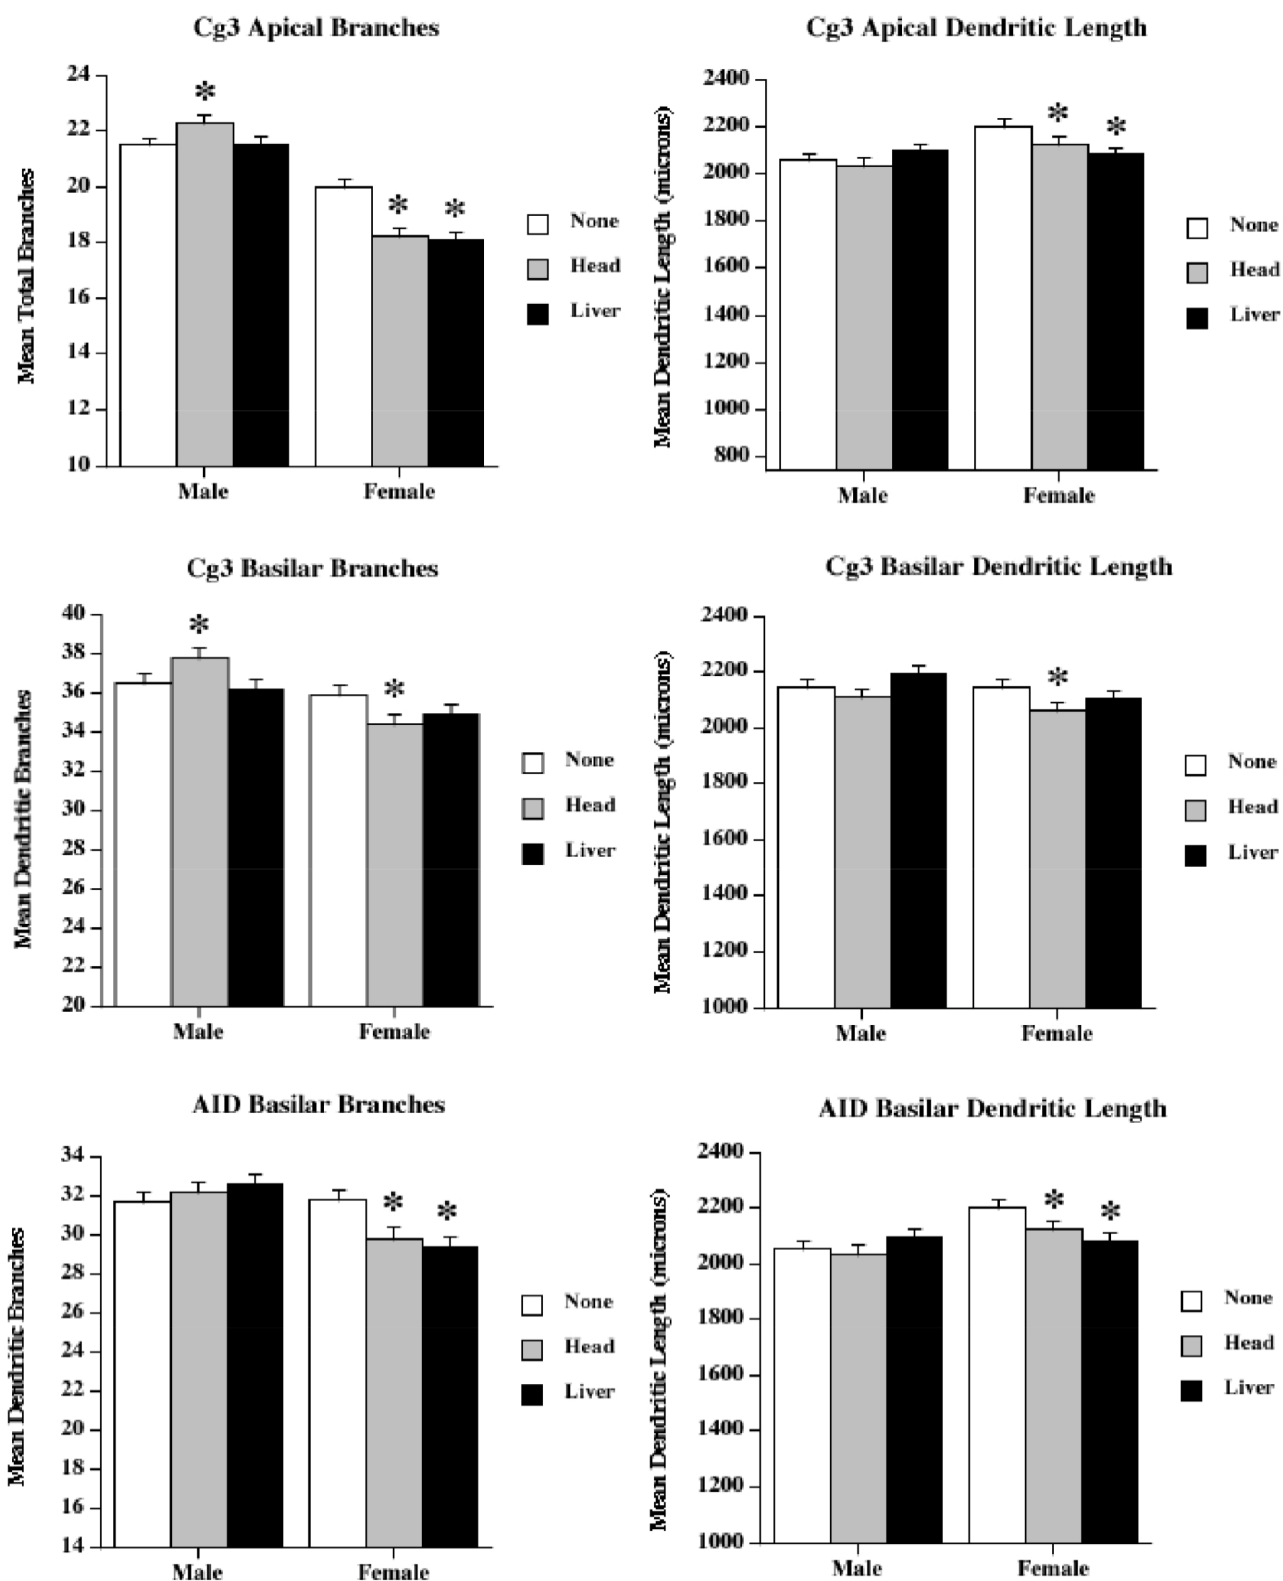 Cg3 Apical Branches
Mean Total Branches
24
22
20
18
16
14
12
10
*
*
*
Male
Female
None
Head
Liver
Cg3 Apical Dendritic Length
Mean Dendritic Length (microns)
2400
2200
2000
1800
1600
1400
1200
1000
800
*
*
Male
Female
None
Head
Liver
Cg3 Basilar Branches
Mean Dendritic Branches
40
38
36
34
32
30
28
26
24
22
20
*
*
Male
Female
None
Head
Liver
Cg3 Basilar Dendritic Length
Mean Dendritic Length (microns)
2400
2200
2000
1800
1600
1400
1200
1000
*
Male
Female
None
Head
Liver
AID Basilar Branches
Mean Dendritic Branches
34
32
30
28
26
24
22
20
18
16
14
*
*
Male
Female
None
Head
Liver
AID Basilar Dendritic Length
Mean Dendritic Length (microns)
2400
2200
2000
1800
1600
1400
1200
1000
*
*
Male
Female
None
Head
Liver